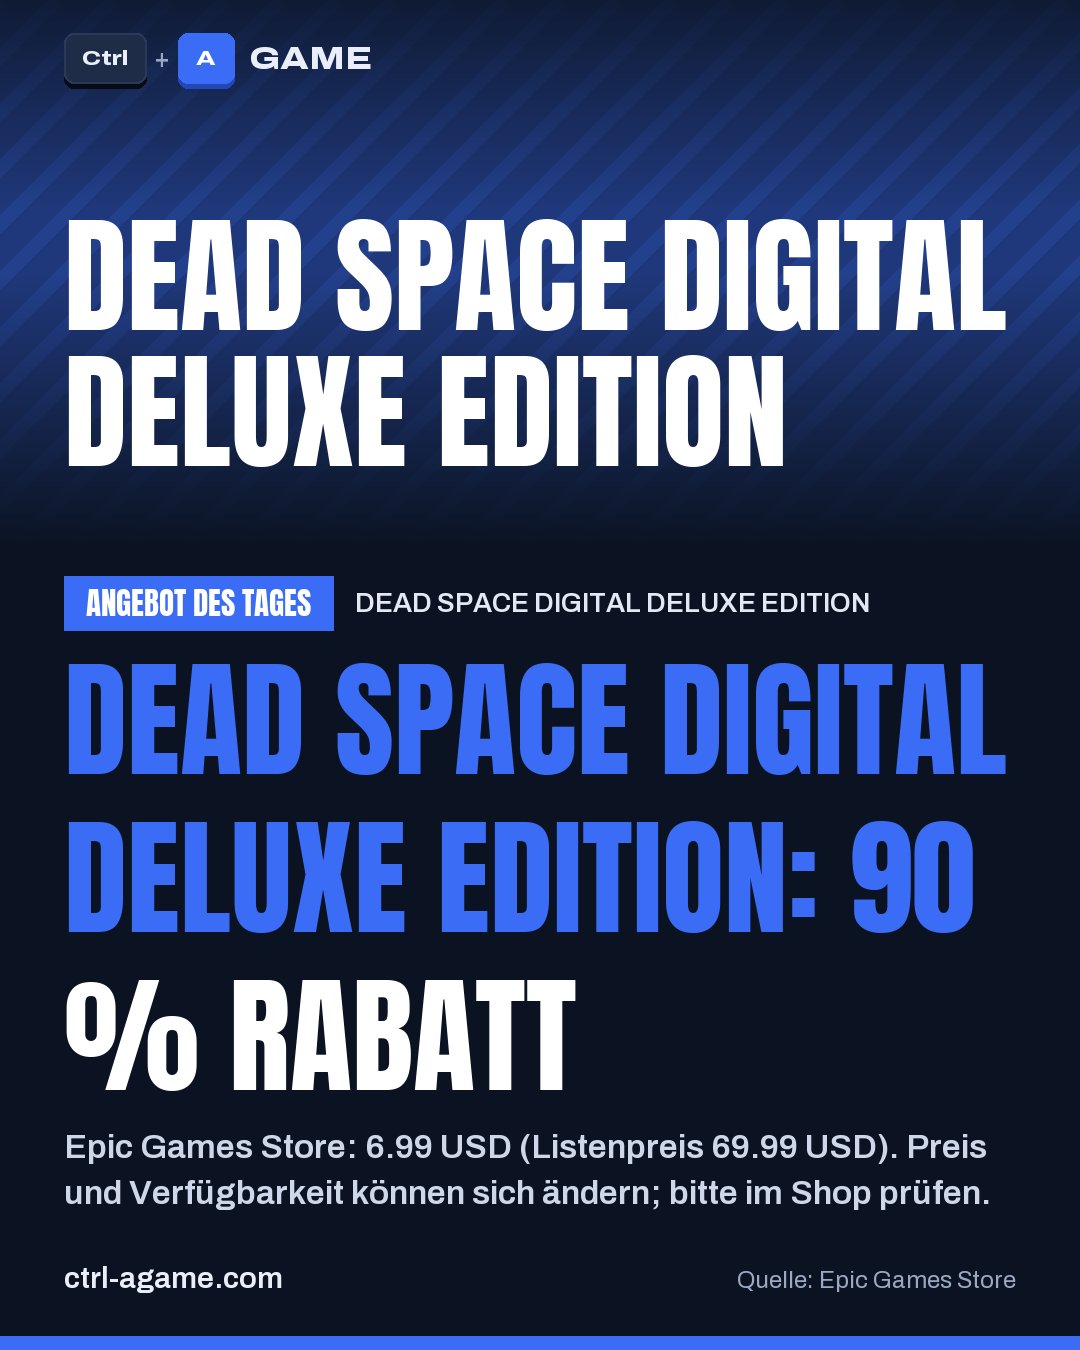 Ctrl + A GAME
DEAD SPACE DIGITAL
DELUXE EDITION
ANGEBOT DES TAGES DEAD SPACE DIGITAL DELUXE EDITION
DEAD SPACE DIGITAL
DELUXE EDITION: 90
% RABATT
Epic Games Store: 6.99 USD (Listenpreis 69.99 USD). Preis
und Verfügbarkeit können sich ändern; bitte im Shop prüfen.
ctrl-agame.com Quelle: Epic Games Store